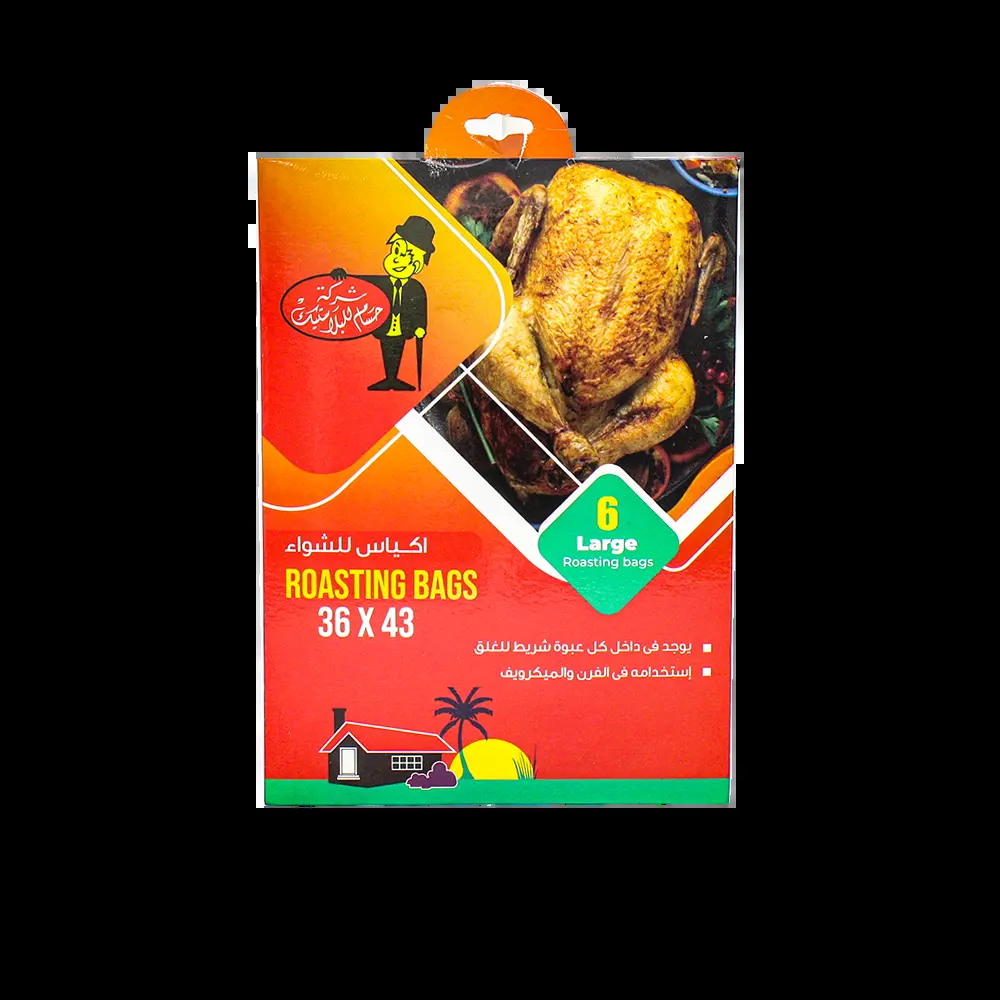 شركة
حسام للبلاستيك
6
Large
Roasting bags
اكياس للشواء
ROASTING BAGS
36 X 43
يوجد فى داخل كل عبوة شريط للغلق
إستخدامه فى الفرن والميكرويف